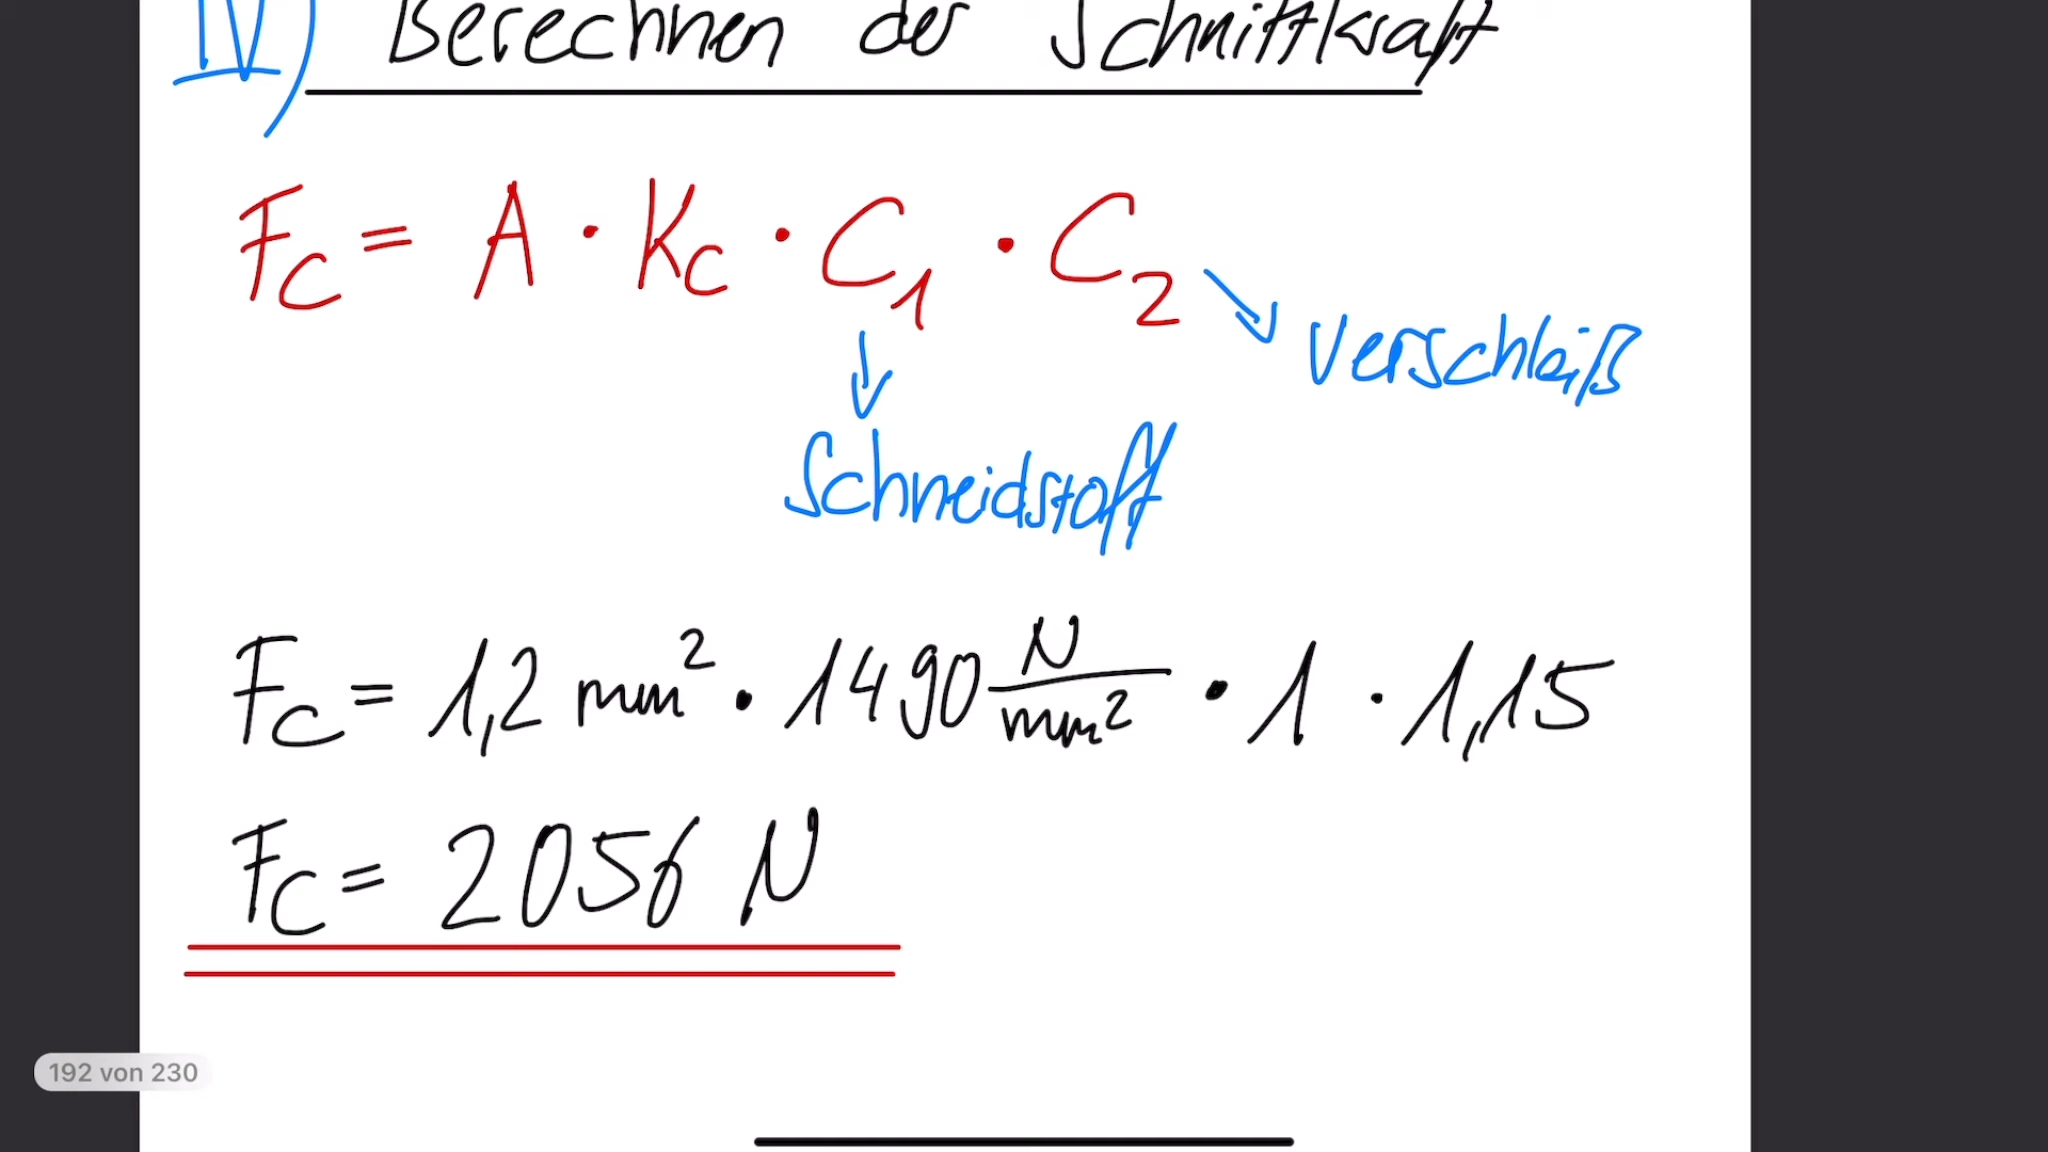 IV) Berechnen der Schnittkraft
Fc = A · Kc · C₁ · C₂
Verschleiß
Schneidstoff
Fc = 1,2 mm² · 1490 N/mm² · 1 · 1,15
Fc = 2056 N
192 von 230